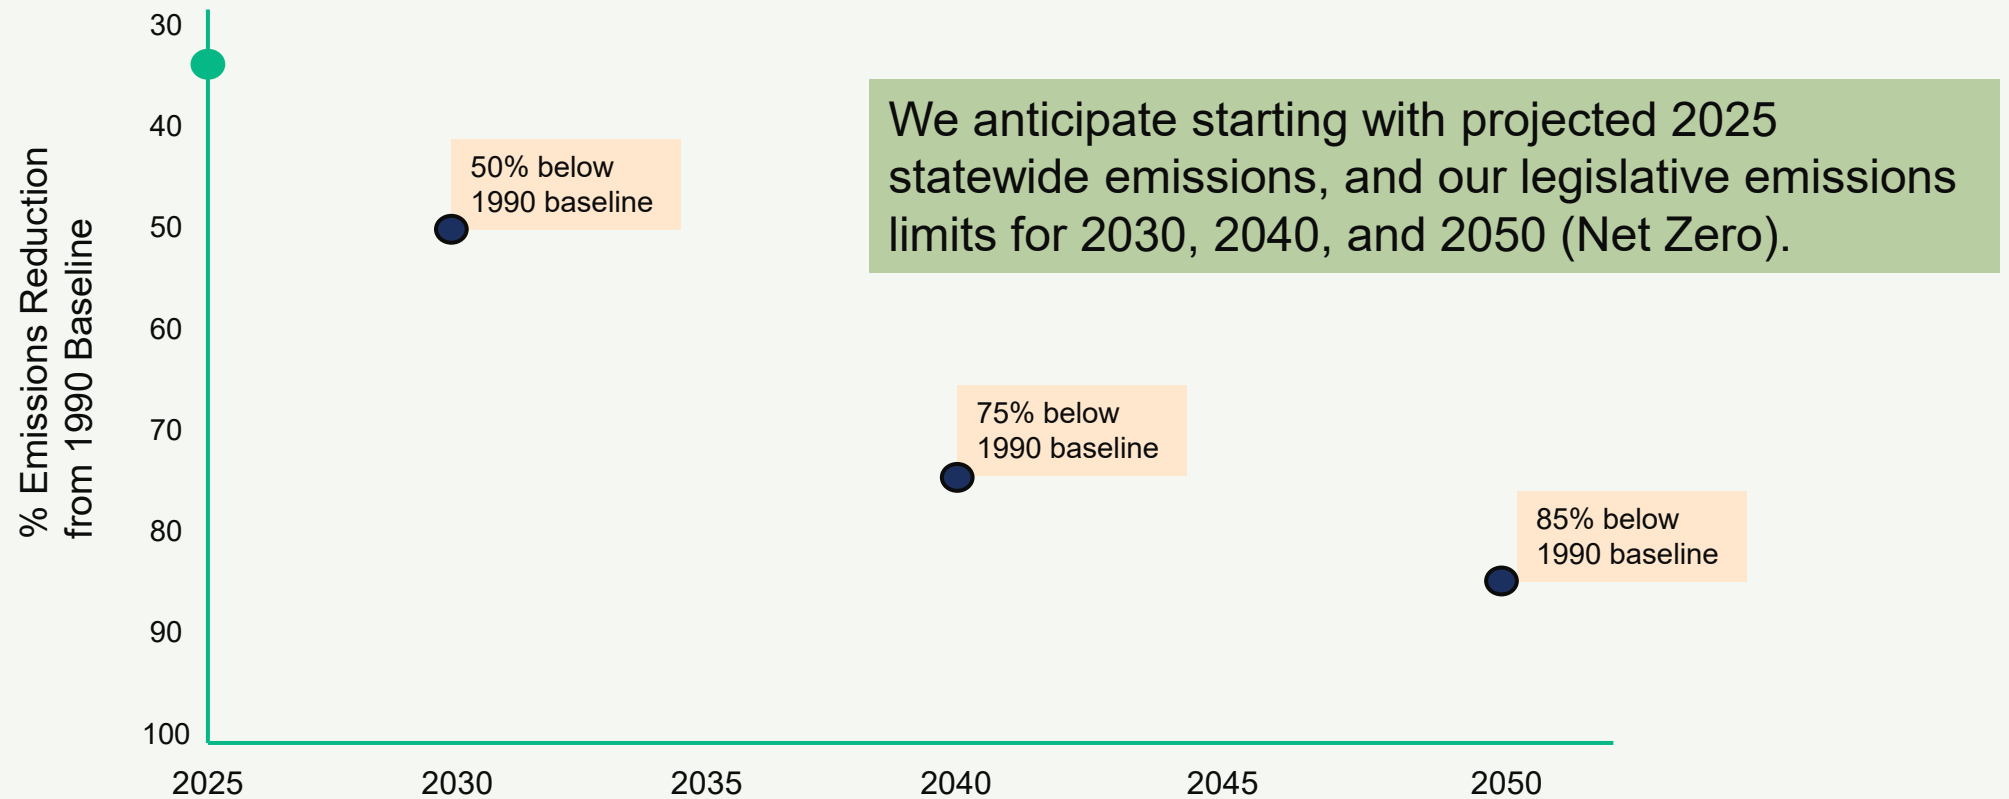 % Emissions Reduction
from 1990 Baseline
30
40
50
60
70
80
90
100
50% below
1990 baseline
We anticipate starting with projected 2025
statewide emissions, and our legislative emissions
limits for 2030, 2040, and 2050 (Net Zero).
75% below
1990 baseline
85% below
1990 baseline
2025 2030 2035 2040 2045 2050